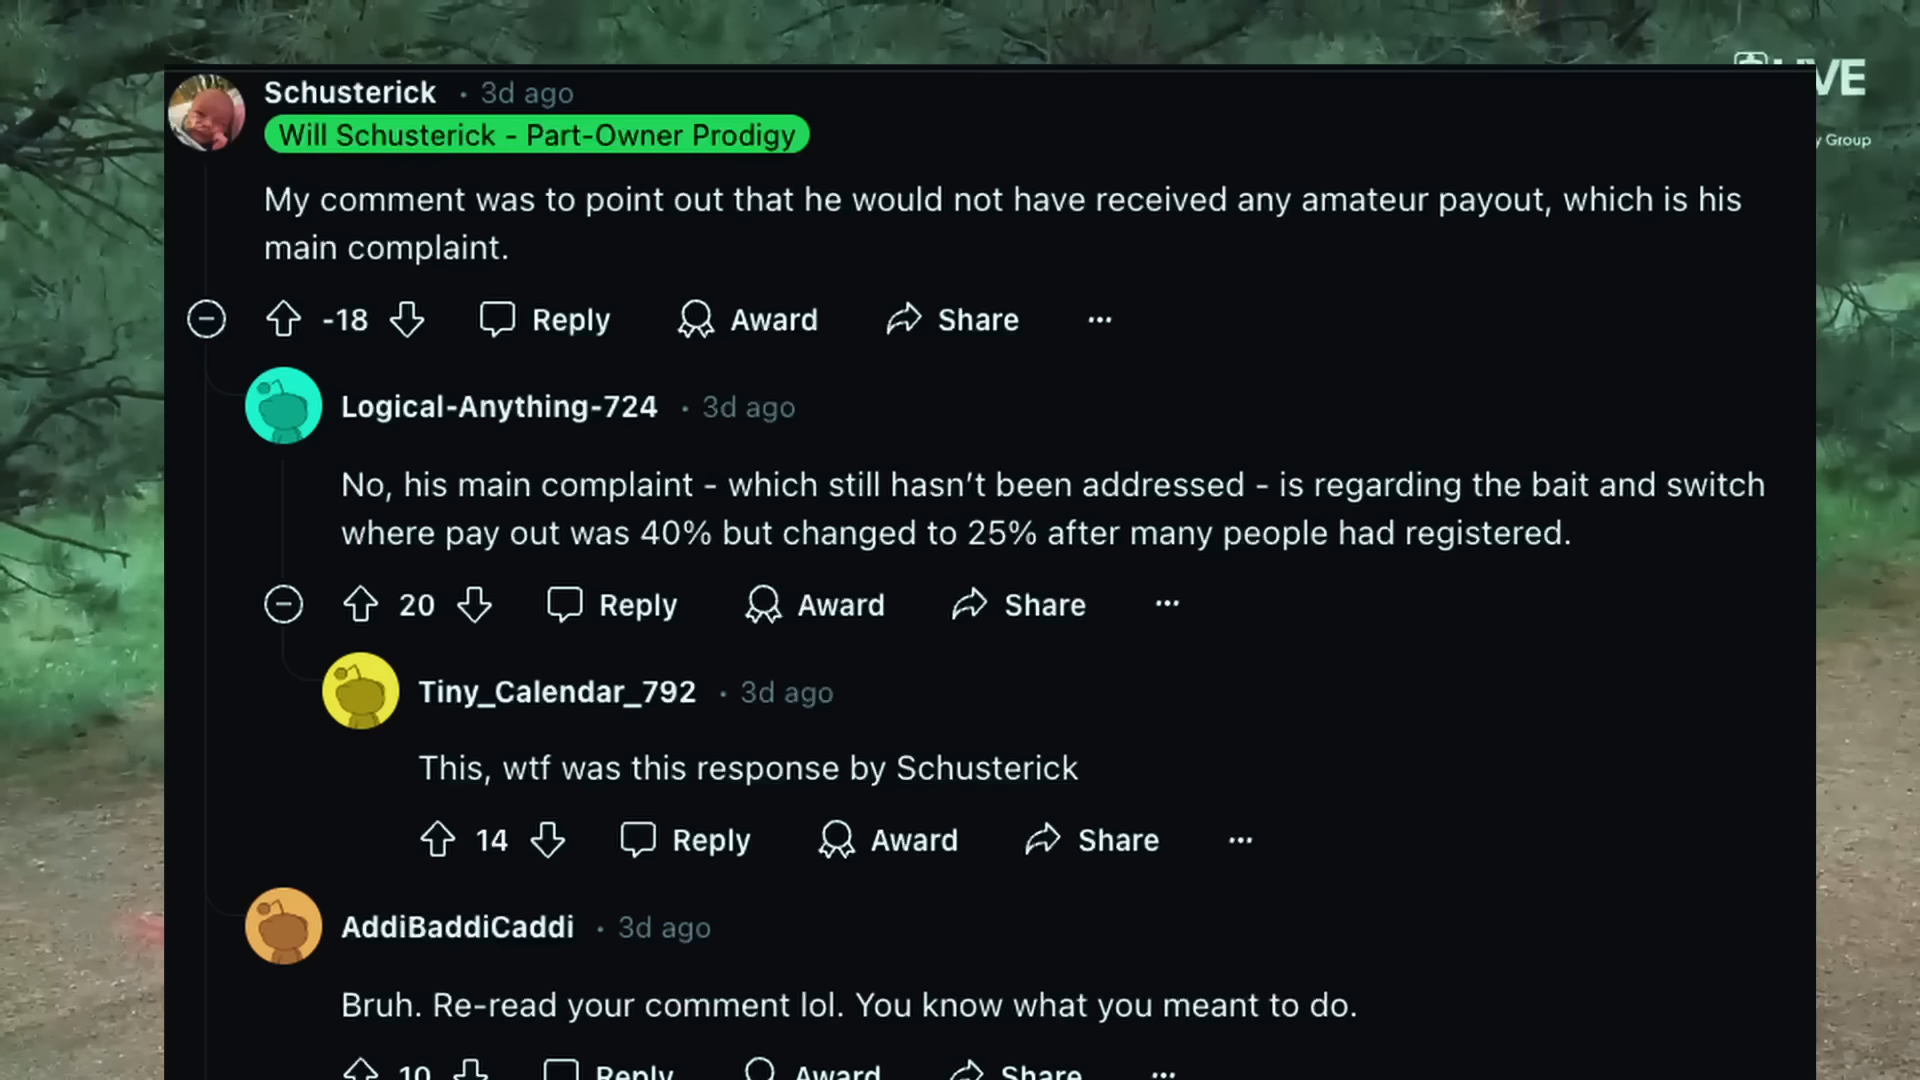 LIVE
y Group
Schusterick • 3d ago
Will Schusterick - Part-Owner Prodigy
My comment was to point out that he would not have received any amateur payout, which is his
main complaint.
-18 Reply Award Share ...
Logical-Anything-724 • 3d ago
No, his main complaint - which still hasn't been addressed - is regarding the bait and switch
where pay out was 40% but changed to 25% after many people had registered.
20 Reply Award Share ...
Tiny_Calendar_792 • 3d ago
This, wtf was this response by Schusterick
14 Reply Award Share ...
AddiBaddiCaddi • 3d ago
Bruh. Re-read your comment lol. You know what you meant to do.
10 Reply Award Share ...